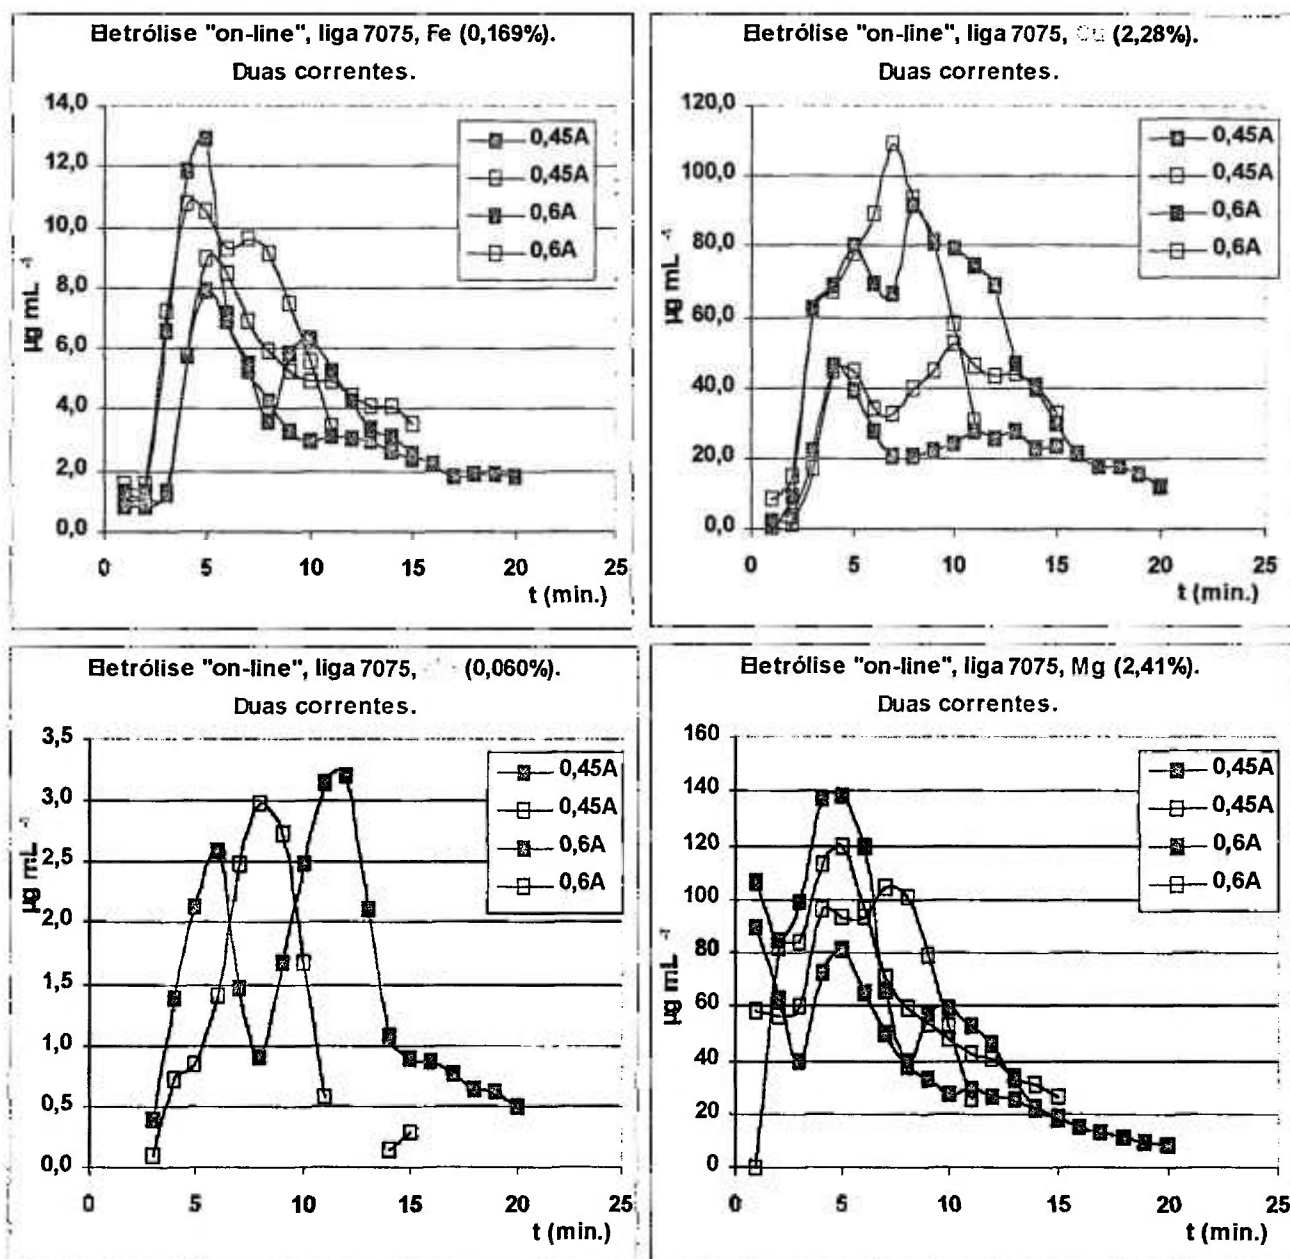 Eletrólise "on-line", liga 7075, Fe (0,169%).
Duas correntes.
14,0
12,0
10,0
8,0
6,0
4,0
2,0
0,0
µg mL -1
0
5
10
15
20
25
t (min.)
0,45A
0,45A
0,6A
0,6A
Eletrólise "on-line", liga 7075, Cu (2,28%).
Duas correntes.
120,0
100,0
80,0
60,0
40,0
20,0
0,0
µg mL -1
0
5
10
15
20
25
t (min.)
0,45A
0,45A
0,6A
0,6A
Eletrólise "on-line", liga 7075, (0,060%).
Duas correntes.
3,5
3,0
2,5
2,0
1,5
1,0
0,5
0,0
µg mL -1
0
5
10
15
20
25
t (min.)
0,45A
0,45A
0,6A
0,6A
Eletrólise "on-line", liga 7075, Mg (2,41%).
Duas correntes.
160
140
120
100
80
60
40
20
0
µg mL -1
0
5
10
15
20
25
t (min.)
0,45A
0,45A
0,6A
0,6A